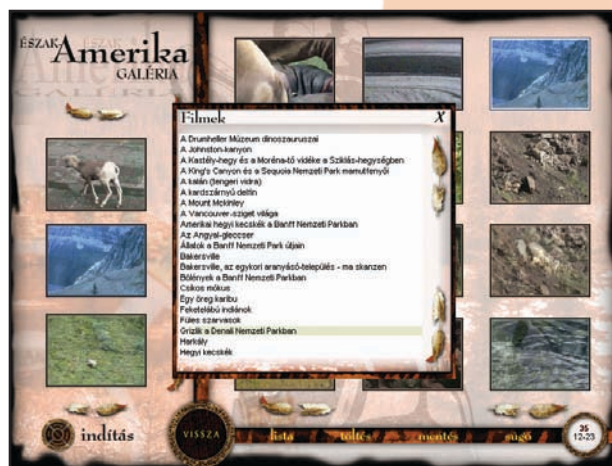 ÉSZAK
Amerika
GALÉRIA
Filmek
X
A Drumheller Múzeum dinoszauruszai
A Johnston-kanyon
A Kastély-hegy és a Moréna-tó vidéke a Sziklás-hegységben
A King's Canyon és a Sequoia Nemzeti Park mamutfenyői
A kalán (tengeri vidra)
A kardszárnyú delfin
A Mount Mckinley
A Vancouver-sziget világa
Amerikai hegyi kecskék a Banff Nemzeti Parkban
Az Angyal-gleccser
Állatok a Banff Nemzeti Park útjain
Bakersville
Bakersville, az egykori aranyásó-település - ma skanzen
Bölények a Banff Nemzeti Parkban
Csíkos mókus
Egy öreg karibu
Feketelábú indiánok
Füles szarvasok
Grizlik a Denali Nemzeti Parkban
Harkály
Hegyi kecskék
indítás
VISSZA
lista
töltés
mentés
súgó
35
12-23